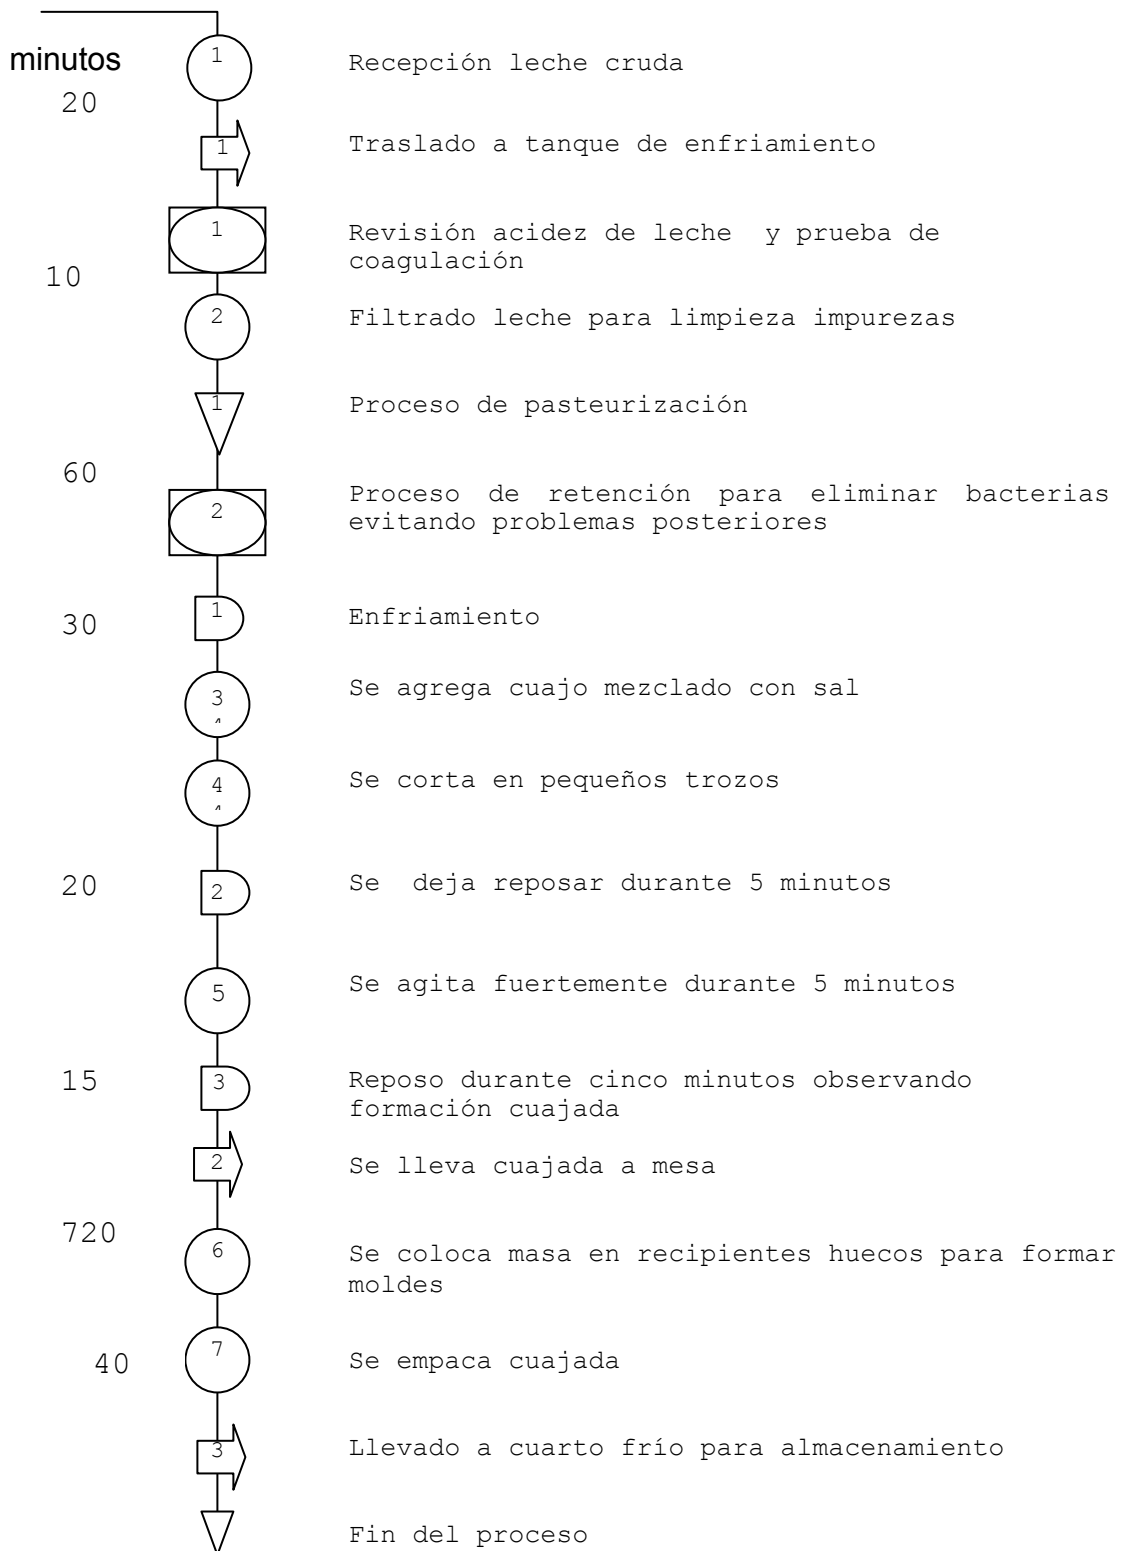 minutos
1 Recepción leche cruda
20
1 Traslado a tanque de enfriamiento
1 Revisión acidez de leche y prueba de
coagulación
10
2 Filtrado leche para limpieza impurezas
1 Proceso de pasteurización
60
2 Proceso de retención para eliminar bacterias
evitando problemas posteriores
30 1 Enfriamiento
3 Se agrega cuajo mezclado con sal
4 Se corta en pequeños trozos
20 2 Se deja reposar durante 5 minutos
5 Se agita fuertemente durante 5 minutos
15 3 Reposo durante cinco minutos observando
formación cuajada
2 Se lleva cuajada a mesa
720
6 Se coloca masa en recipientes huecos para formar
moldes
40 7 Se empaca cuajada
3 Llevado a cuarto frío para almacenamiento
Fin del proceso